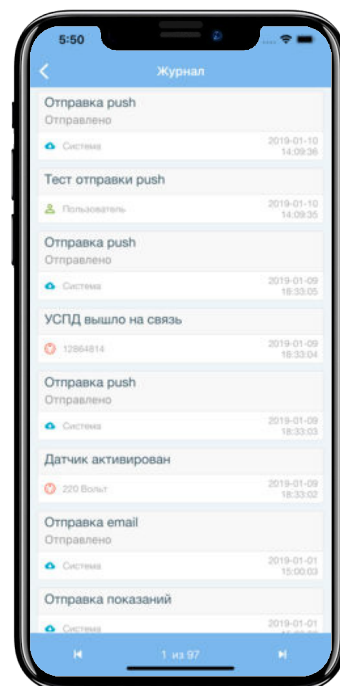 5:50
Журнал
Отправка push
Отправлено
Система
2019-01-10
14:09:36
Тест отправки push
Пользователь
2019-01-10
14:09:35
Отправка push
Отправлено
Система
2019-01-09
18:33:05
УСПД вышло на связь
12864814
2019-01-09
18:33:04
Отправка push
Отправлено
Система
2019-01-09
18:33:03
Датчик активирован
220 Вольт
2019-01-09
18:33:02
Отправка email
Отправлено
Система
2019-01-01
15:00:03
Отправка показаний
Система
2019-01-01
1 из 97